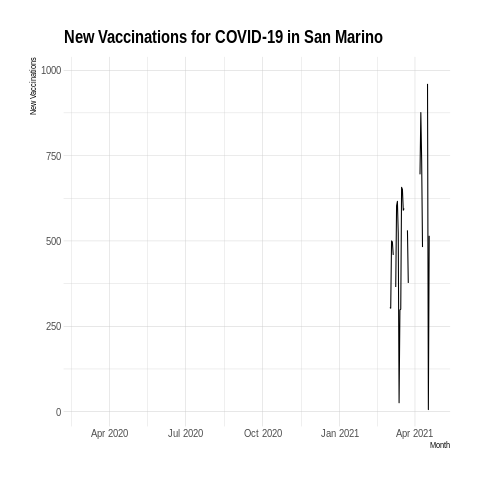 New Vaccinations for COVID-19 in San Marino
New Vaccinations
1000
750
500
250
0
Apr 2020 Jul 2020 Oct 2020 Jan 2021 Apr 2021
Month